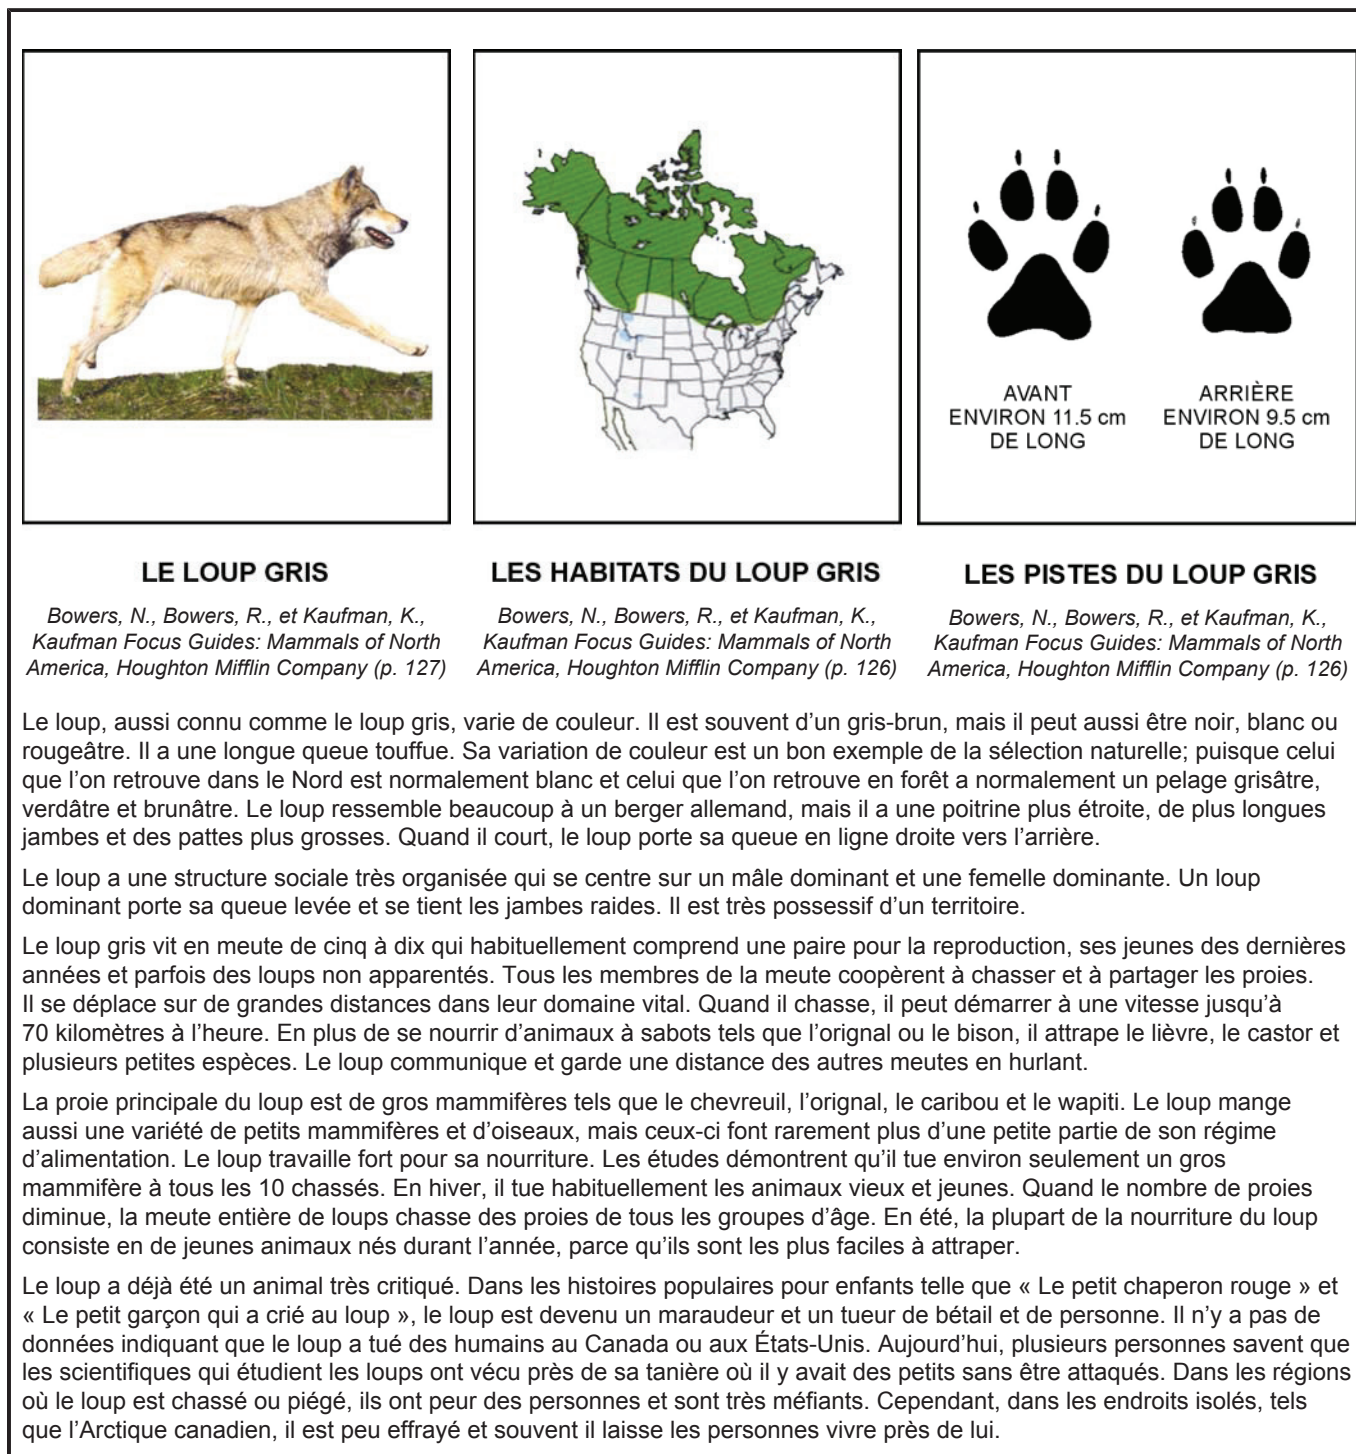 AVANT
ENVIRON 11.5 cm
DE LONG
ARRIÈRE
ENVIRON 9.5 cm
DE LONG
LE LOUP GRIS
Bowers, N., Bowers, R., et Kaufman, K.,
Kaufman Focus Guides: Mammals of North
America, Houghton Mifflin Company (p. 127)
LES HABITATS DU LOUP GRIS
Bowers, N., Bowers, R., et Kaufman, K.,
Kaufman Focus Guides: Mammals of North
America, Houghton Mifflin Company (p. 126)
LES PISTES DU LOUP GRIS
Bowers, N., Bowers, R., et Kaufman, K.,
Kaufman Focus Guides: Mammals of North
America, Houghton Mifflin Company (p. 126)
Le loup, aussi connu comme le loup gris, varie de couleur. Il est souvent d’un gris-brun, mais il peut aussi être noir, blanc ou
rougeâtre. Il a une longue queue touffue. Sa variation de couleur est un bon exemple de la sélection naturelle; puisque celui
que l’on retrouve dans le Nord est normalement blanc et celui que l’on retrouve en forêt a normalement un pelage grisâtre,
verdâtre et brunâtre. Le loup ressemble beaucoup à un berger allemand, mais il a une poitrine plus étroite, de plus longues
jambes et des pattes plus grosses. Quand il court, le loup porte sa queue en ligne droite vers l’arrière.
Le loup a une structure sociale très organisée qui se centre sur un mâle dominant et une femelle dominante. Un loup
dominant porte sa queue levée et se tient les jambes raides. Il est très possessif d’un territoire.
Le loup gris vit en meute de cinq à dix qui habituellement comprend une paire pour la reproduction, ses jeunes des dernières
années et parfois des loups non apparentés. Tous les membres de la meute coopèrent à chasser et à partager les proies.
Il se déplace sur de grandes distances dans leur domaine vital. Quand il chasse, il peut démarrer à une vitesse jusqu’à
70 kilomètres à l’heure. En plus de se nourrir d’animaux à sabots tels que l’orignal ou le bison, il attrape le lièvre, le castor et
plusieurs petites espèces. Le loup communique et garde une distance des autres meutes en hurlant.
La proie principale du loup est de gros mammifères tels que le chevreuil, l’orignal, le caribou et le wapiti. Le loup mange
aussi une variété de petits mammifères et d’oiseaux, mais ceux-ci font rarement plus d’une petite partie de son régime
d’alimentation. Le loup travaille fort pour sa nourriture. Les études démontrent qu’il tue environ seulement un gros
mammifère à tous les 10 chassés. En hiver, il tue habituellement les animaux vieux et jeunes. Quand le nombre de proies
diminue, la meute entière de loups chasse des proies de tous les groupes d’âge. En été, la plupart de la nourriture du loup
consiste en de jeunes animaux nés durant l’année, parce qu’ils sont les plus faciles à attraper.
Le loup a déjà été un animal très critiqué. Dans les histoires populaires pour enfants telle que « Le petit chaperon rouge » et
« Le petit garçon qui a crié au loup », le loup est devenu un maraudeur et un tueur de bétail et de personne. Il n’y a pas de
données indiquant que le loup a tué des humains au Canada ou aux États-Unis. Aujourd’hui, plusieurs personnes savent que
les scientifiques qui étudient les loups ont vécu près de sa tanière où il y avait des petits sans être attaqués. Dans les régions
où le loup est chassé ou piégé, ils ont peur des personnes et sont très méfiants. Cependant, dans les endroits isolés, tels
que l’Arctique canadien, il est peu effrayé et souvent il laisse les personnes vivre près de lui.